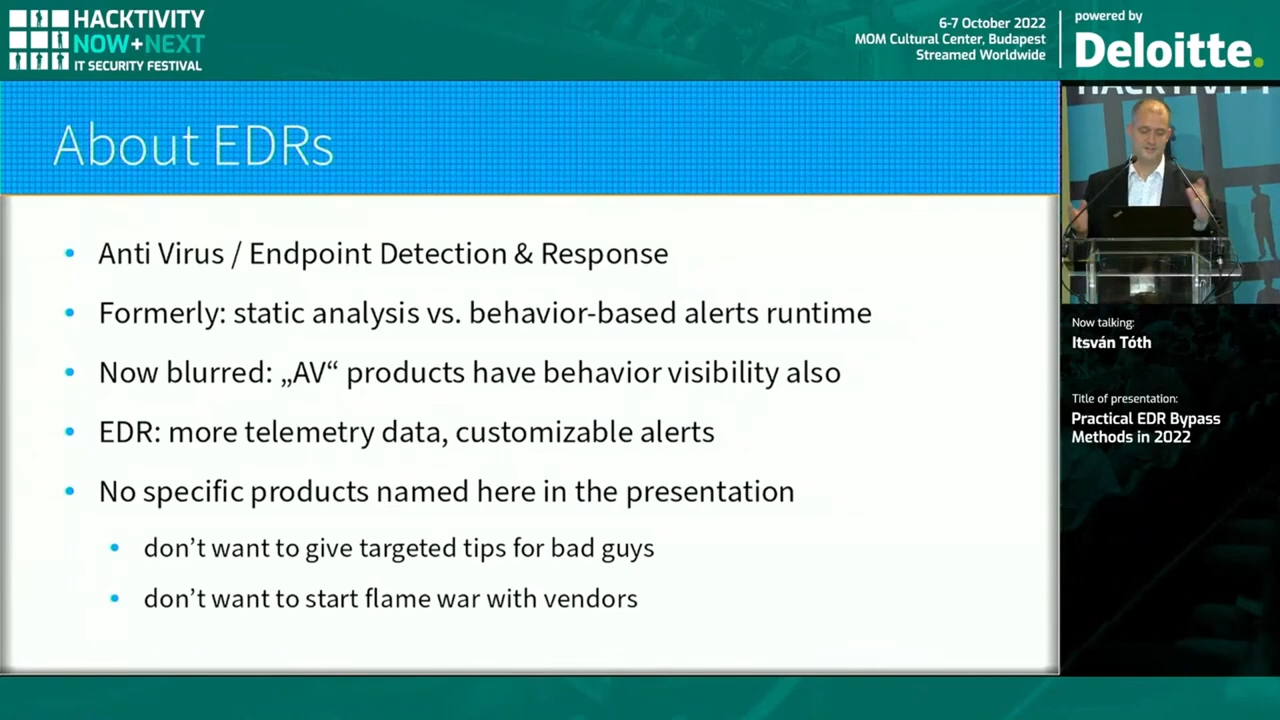 HACKTIVITY
NOW+NEXT
IT SECURITY FESTIVAL
6-7 October 2022
MOM Cultural Center, Budapest
Streamed Worldwide
powered by
Deloitte.
About EDRs
• Anti Virus / Endpoint Detection & Response
• Formerly: static analysis vs. behavior-based alerts runtime
• Now blurred: „AV“ products have behavior visibility also
• EDR: more telemetry data, customizable alerts
• No specific products named here in the presentation
• don’t want to give targeted tips for bad guys
• don’t want to start flame war with vendors
HACKTIVITY
Now talking:
Itsván Tóth
Title of presentation:
Practical EDR Bypass
Methods in 2022